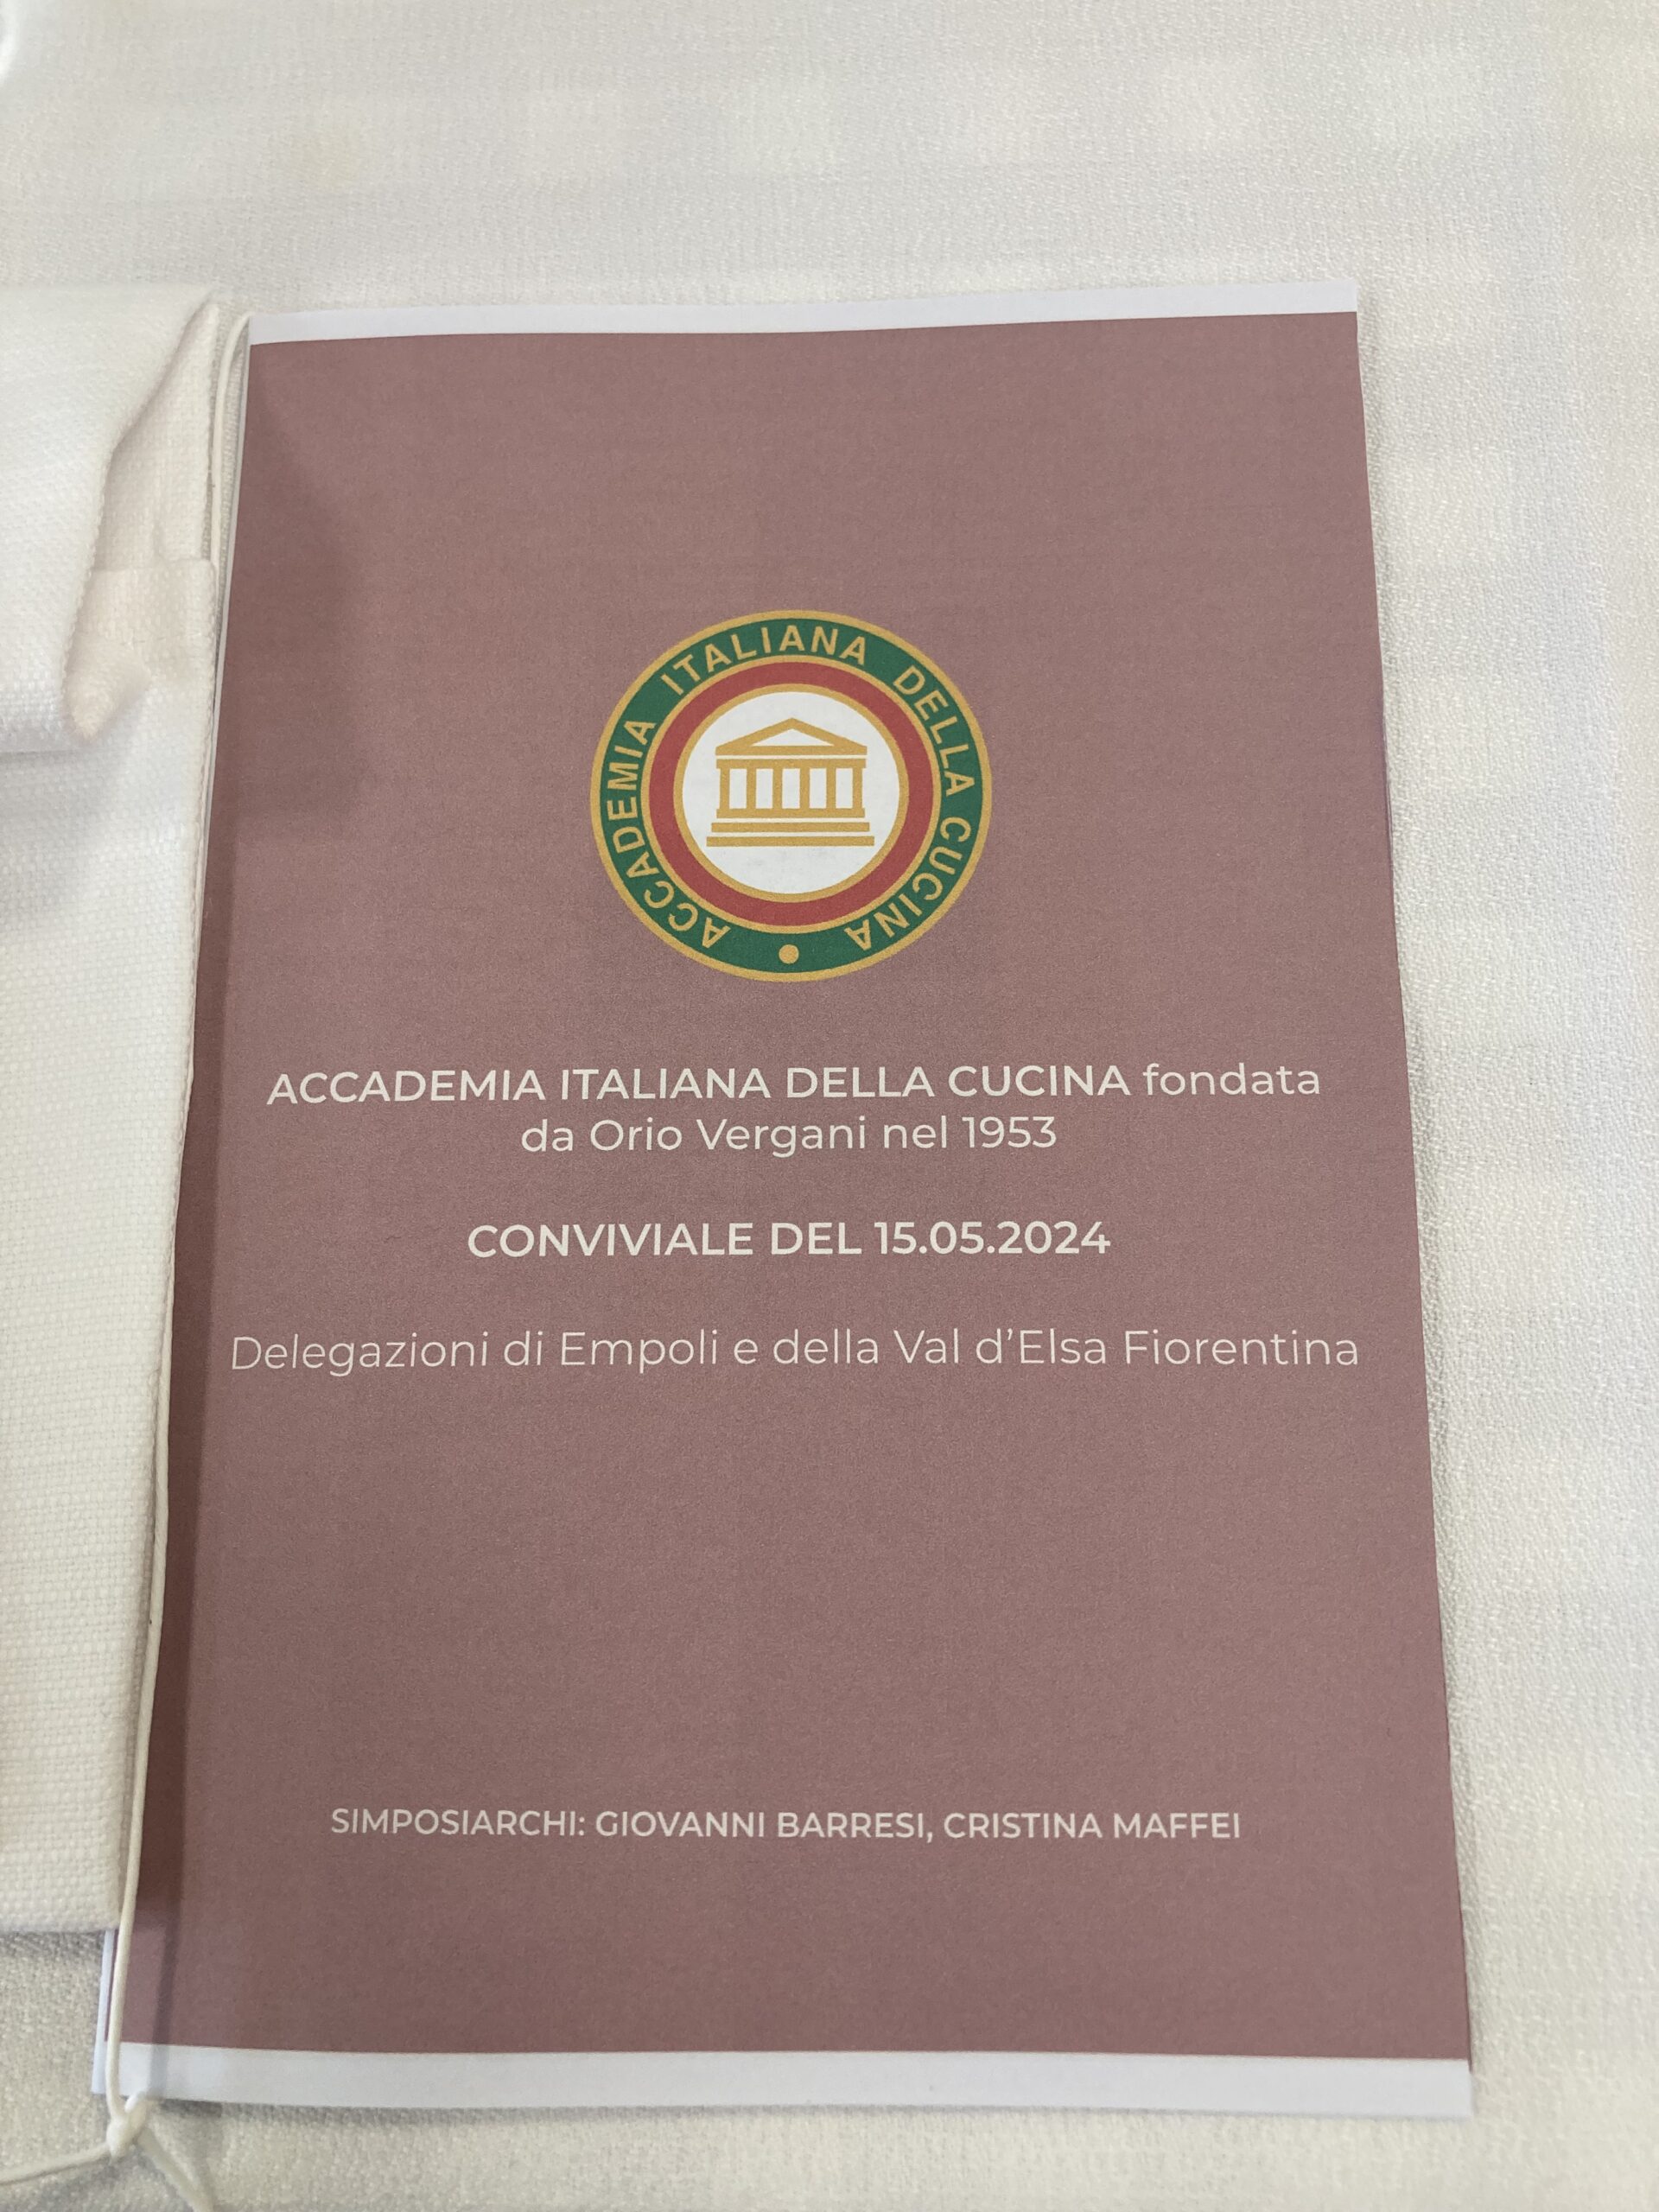 ACCADEMIA ITALIANA DELLA CUCINA
ACCADEMIA ITALIANA DELLA CUCINA fondata
da Orio Vergani nel 1953
CONVIVIALE DEL 15.05.2024
Delegazioni di Empoli e della Val d'Elsa Fiorentina
SIMPOSIARCHI: GIOVANNI BARRESI, CRISTINA MAFFEI